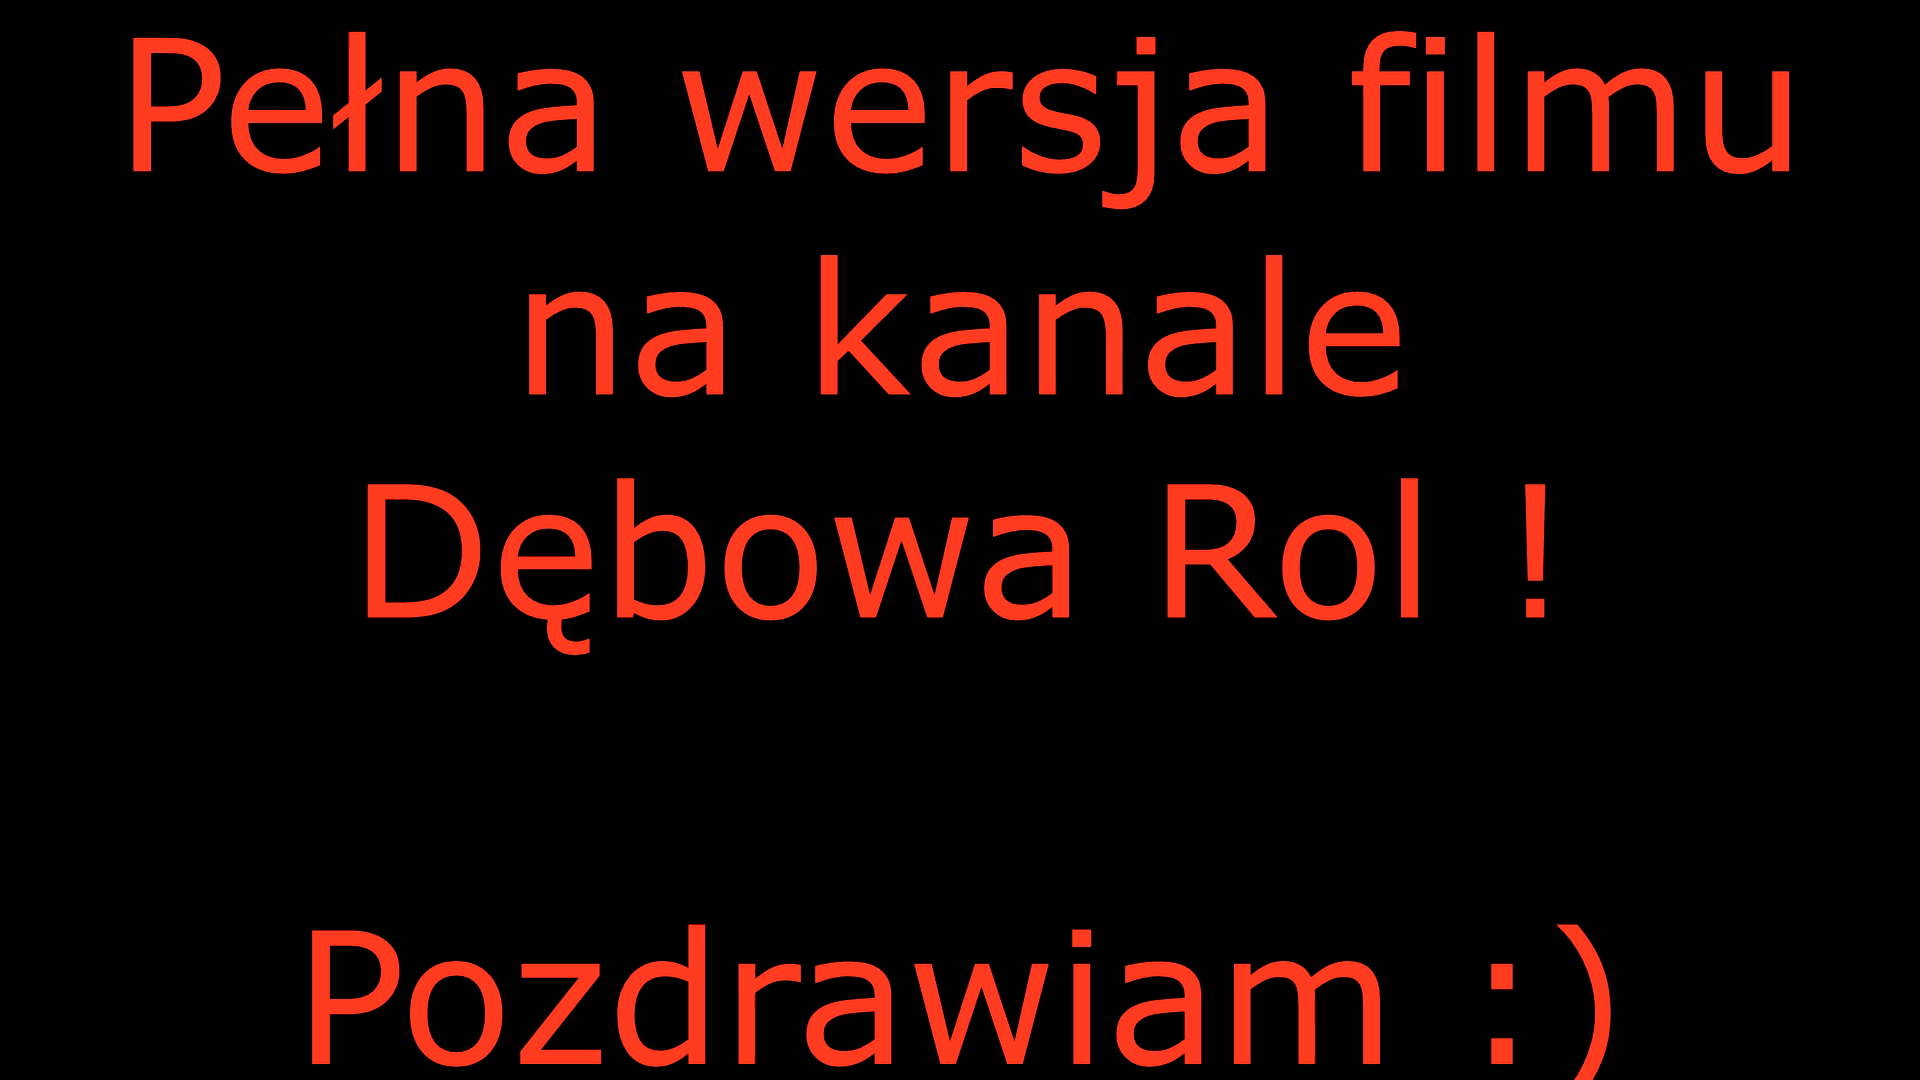 Pełna wersja filmu
na kanale
Dębowa Rol !
Pozdrawiam :)